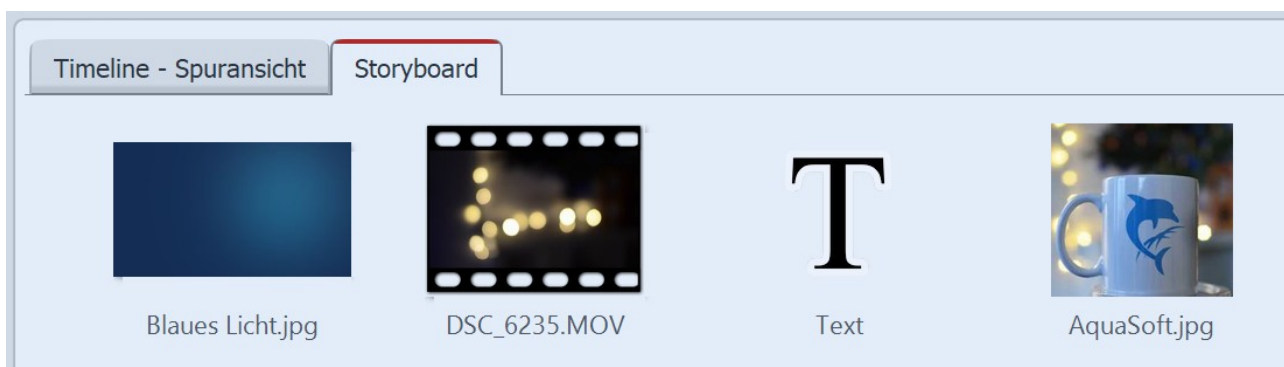 Timeline - Spuransicht Storyboard
T
Blaues Licht.jpg DSC_6235.MOV Text AquaSoft.jpg